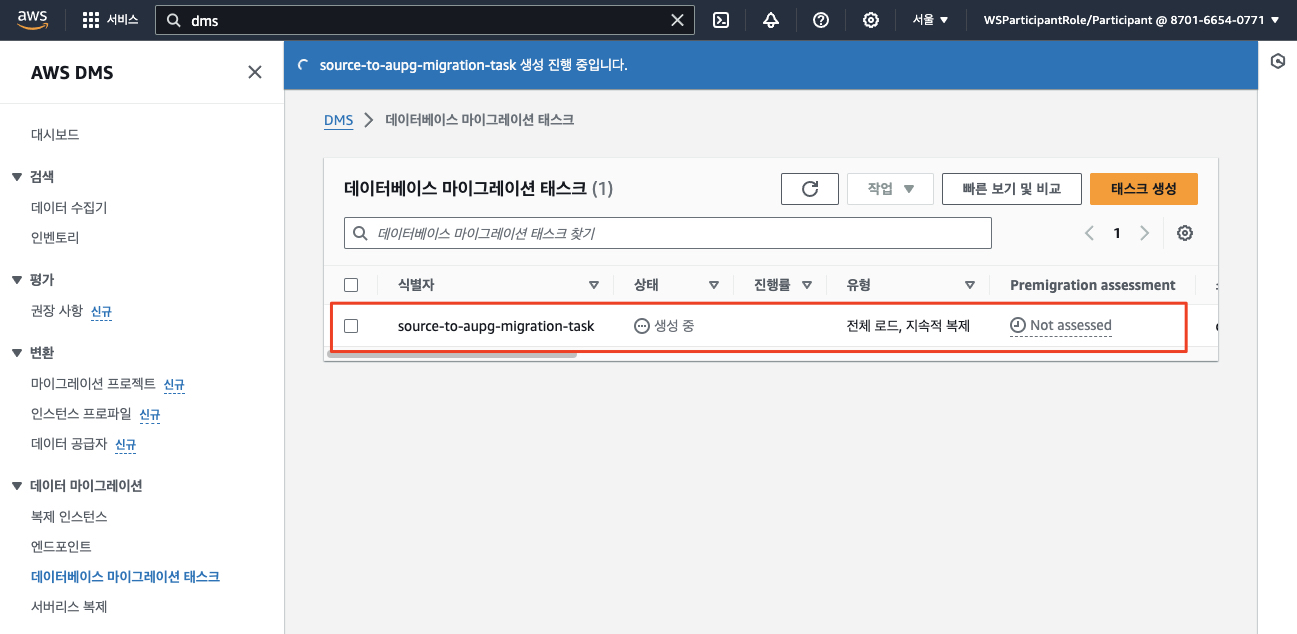 aws
서비스
dms
서울 ▼
WSParticipantRole/Participant @ 8701-6654-0771 ▼
AWS DMS
대시보드
▼ 검색
데이터 수집기
인벤토리
▼ 평가
권장 사항 신규
▼ 변환
마이그레이션 프로젝트 신규
인스턴스 프로파일 신규
데이터 공급자 신규
▼ 데이터 마이그레이션
복제 인스턴스
엔드포인트
데이터베이스 마이그레이션 태스크
서버리스 복제
source-to-aupg-migration-task 생성 진행 중입니다.
DMS > 데이터베이스 마이그레이션 태스크
데이터베이스 마이그레이션 태스크 (1)
작업 ▼
빠른 보기 및 비교
태스크 생성
데이터베이스 마이그레이션 태스크 찾기
1
식별자 상태 진행률 유형 Premigration assessment
source-to-aupg-migration-task 생성 중 전체 로드, 지속적 복제 Not assessed